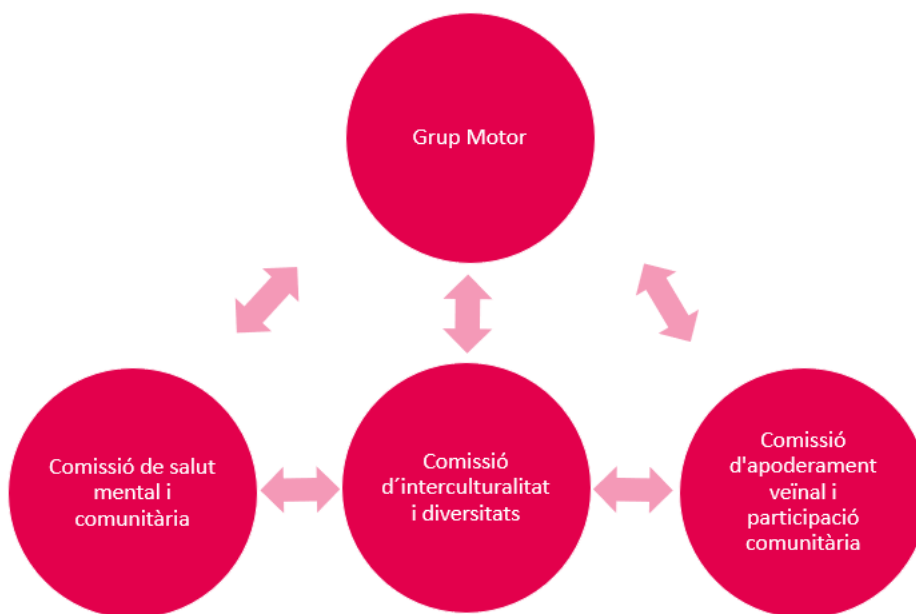 Grup Motor
Comissió de salut
mental i
comunitària
Comissió
d´interculturalitat
i diversitats
Comissió
d'apoderament
veïnal i
participació
comunitària